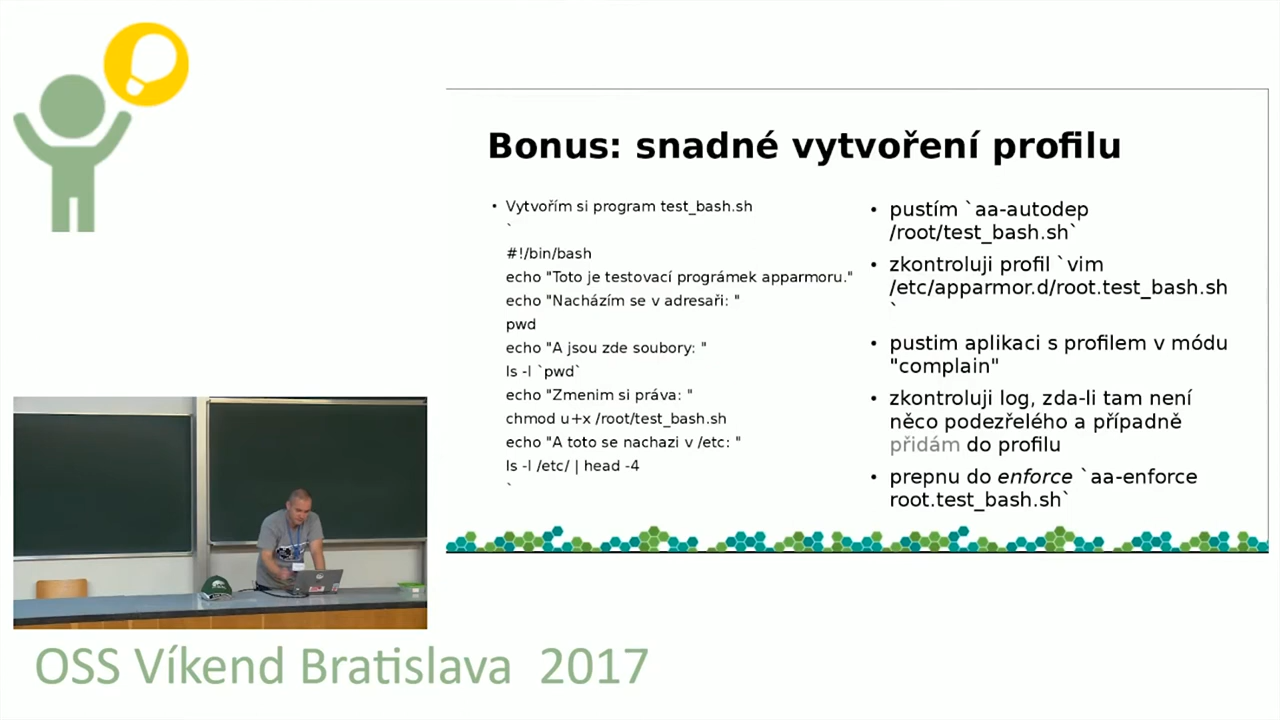 Bonus: snadné vytvoření profilu
• Vytvořím si program test_bash.sh
`
#!/bin/bash
echo "Toto je testovací prográmek apparmoru."
echo "Nacházím se v adresaři: "
pwd
echo "A jsou zde soubory: "
ls -l `pwd`
echo "Zmenim si práva: "
chmod u+x /root/test_bash.sh
echo "A toto se nachazi v /etc: "
ls -l /etc/ | head -4
`
• pustím `aa-autodep
/root/test_bash.sh`
• zkontroluji profil `vim
/etc/apparmor.d/root.test_bash.sh
`
• pustim aplikaci s profilem v módu
"complain"
• zkontroluji log, zda-li tam není
něco podezřelého a případně
přidám do profilu
• prepnu do enforce `aa-enforce
root.test_bash.sh`
OSS Víkend Bratislava 2017